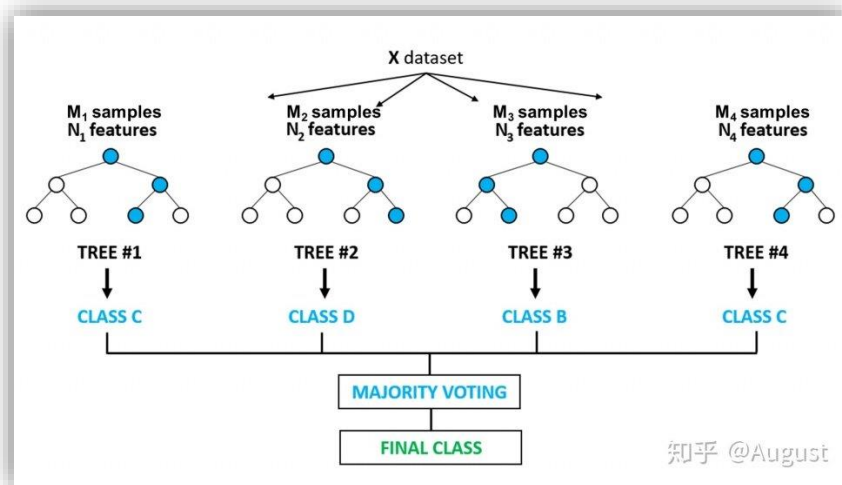 X dataset
M₁ samples
N₁ features
M₂ samples
N₂ features
M₃ samples
N₃ features
M₄ samples
N₄ features
TREE #1
TREE #2
TREE #3
TREE #4
CLASS C
CLASS D
CLASS B
CLASS C
MAJORITY VOTING
FINAL CLASS
知乎 @August